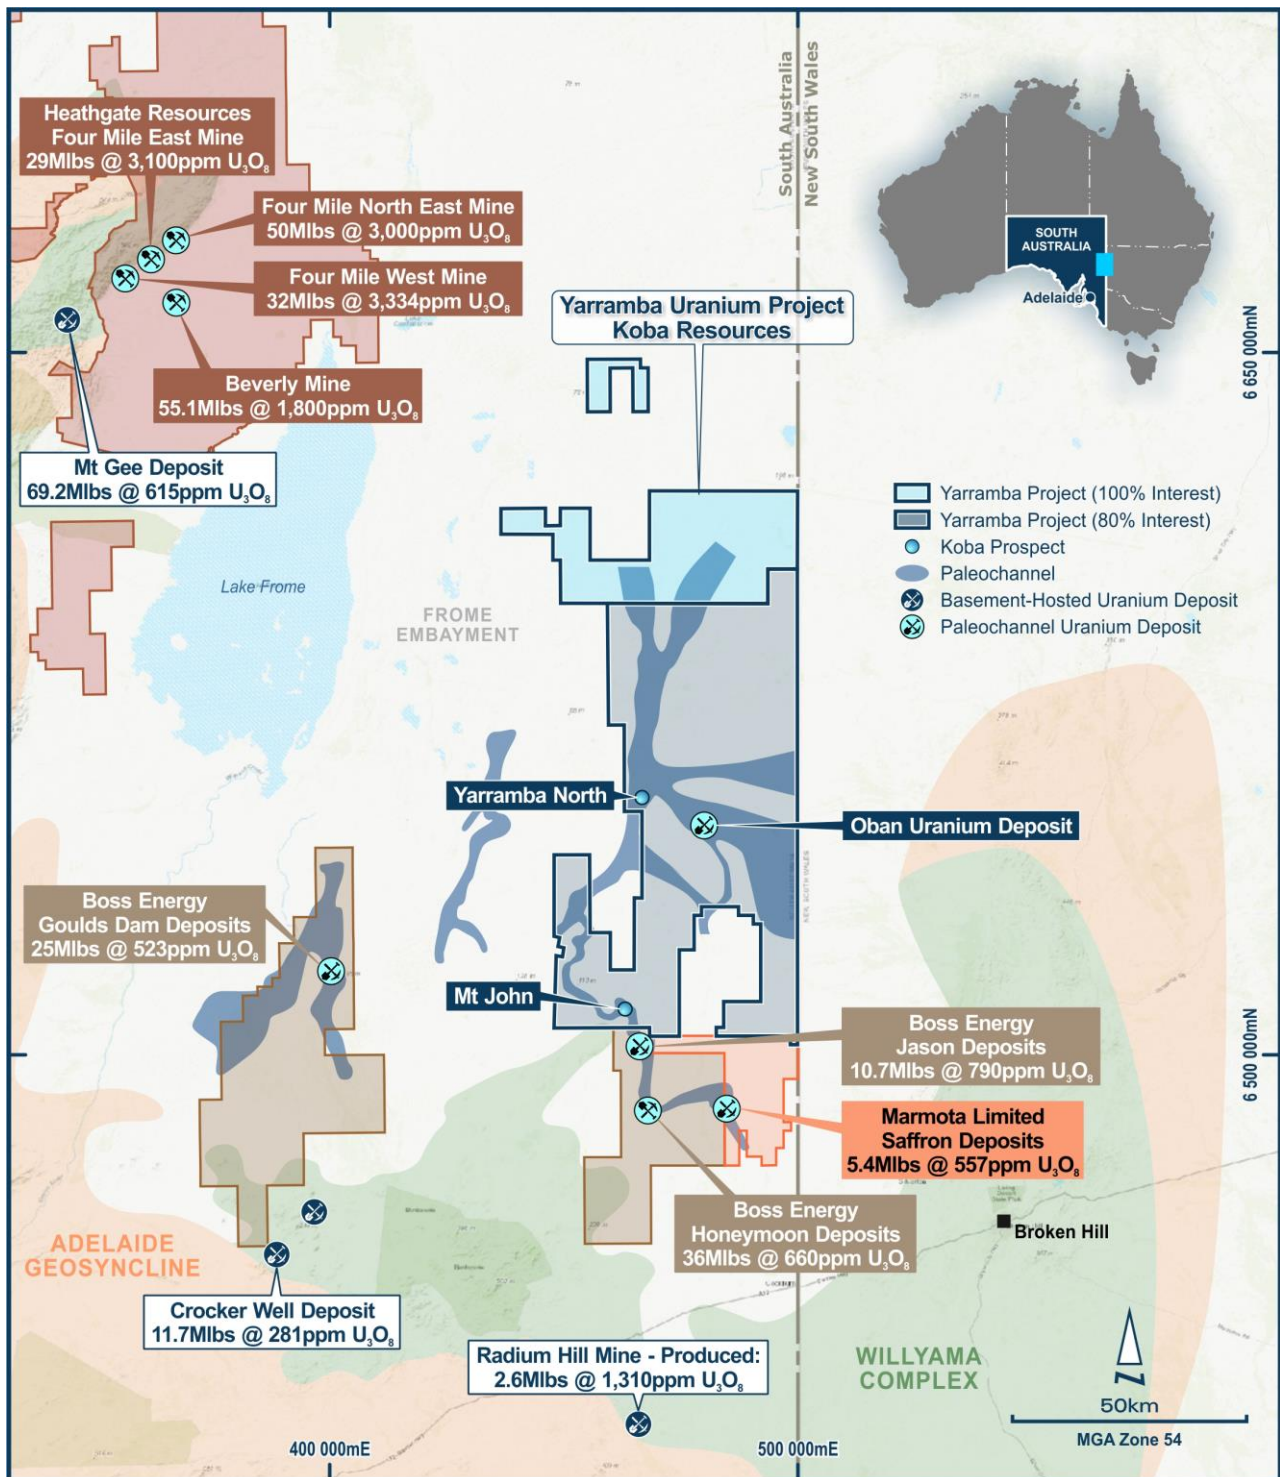 South Australia
New South Wales
Heathgate Resources
Four Mile East Mine
29Mlbs @ 3,100ppm U₃O₈
Four Mile North East Mine
50Mlbs @ 3,000ppm U₃O₈
Four Mile West Mine
32Mlbs @ 3,334ppm U₃O₈
Beverly Mine
55.1Mlbs @ 1,800ppm U₃O₈
Mt Gee Deposit
69.2Mlbs @ 615ppm U₃O₈
Yarramba Uranium Project
Koba Resources
SOUTH
AUSTRALIA
Adelaide
6 650 000mN
Yarramba Project (100% Interest)
Yarramba Project (80% Interest)
Koba Prospect
Paleochannel
Basement-Hosted Uranium Deposit
Paleochannel Uranium Deposit
Lake Frome
FROME
EMBAYMENT
Yarramba North
Oban Uranium Deposit
Boss Energy
Goulds Dam Deposits
25Mlbs @ 523ppm U₃O₈
Mt John
Boss Energy
Jason Deposits
10.7Mlbs @ 790ppm U₃O₈
6 500 000mN
Marmota Limited
Saffron Deposits
5.4Mlbs @ 557ppm U₃O₈
Boss Energy
Honeymoon Deposits
36Mlbs @ 660ppm U₃O₈
Broken Hill
ADELAIDE
GEOSYNCLINE
Crocker Well Deposit
11.7Mlbs @ 281ppm U₃O₈
Radium Hill Mine - Produced:
2.6Mlbs @ 1,310ppm U₃O₈
WILLYAMA
COMPLEX
N
50km
MGA Zone 54
400 000mE
500 000mE